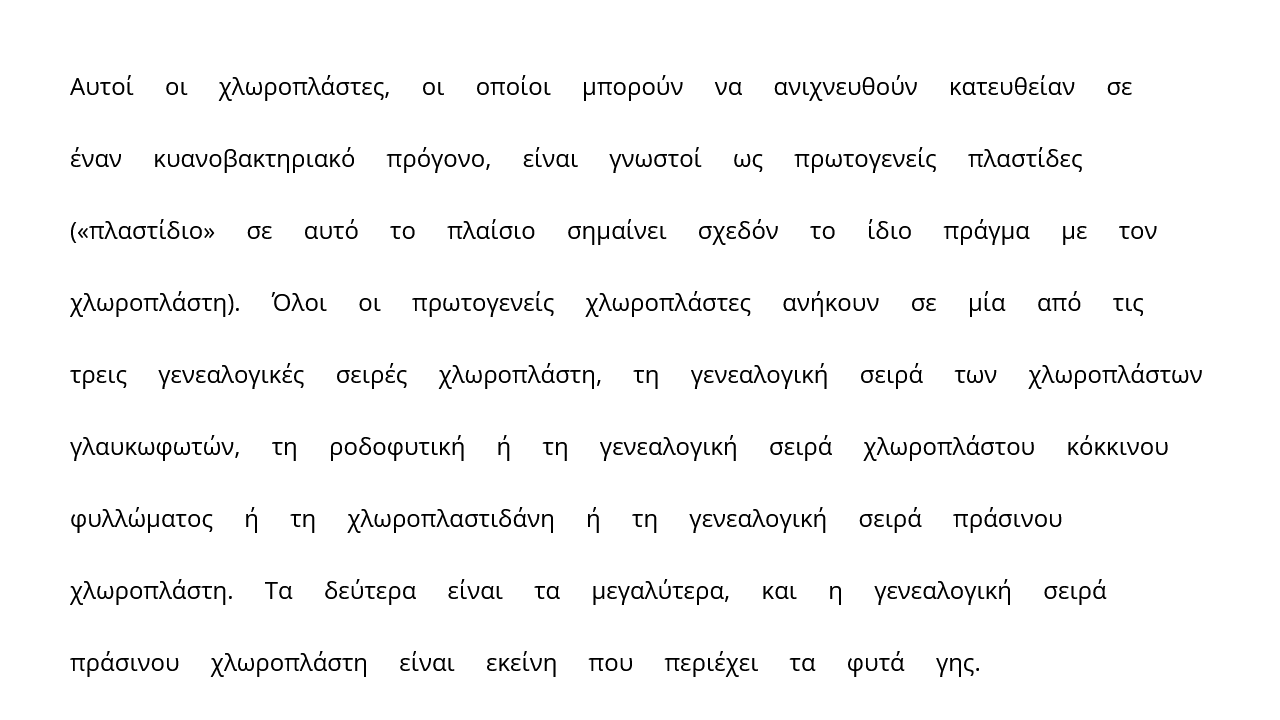 Αυτοί οι χλωροπλάστες, οι οποίοι μπορούν να ανιχνευθούν κατευθείαν σε
έναν κυανοβακτηριακό πρόγονο, είναι γνωστοί ως πρωτογενείς πλαστίδες
(«πλαστίδιο» σε αυτό το πλαίσιο σημαίνει σχεδόν το ίδιο πράγμα με τον
χλωροπλάστη). Όλοι οι πρωτογενείς χλωροπλάστες ανήκουν σε μία από τις
τρεις γενεαλογικές σειρές χλωροπλάστη, τη γενεαλογική σειρά των χλωροπλάστων
γλαυκωφωτών, τη ροδοφυτική ή τη γενεαλογική σειρά χλωροπλάστου κόκκινου
φυλλώματος ή τη χλωροπλαστιδάνη ή τη γενεαλογική σειρά πράσινου
χλωροπλάστη. Τα δεύτερα είναι τα μεγαλύτερα, και η γενεαλογική σειρά
πράσινου χλωροπλάστη είναι εκείνη που περιέχει τα φυτά γης.